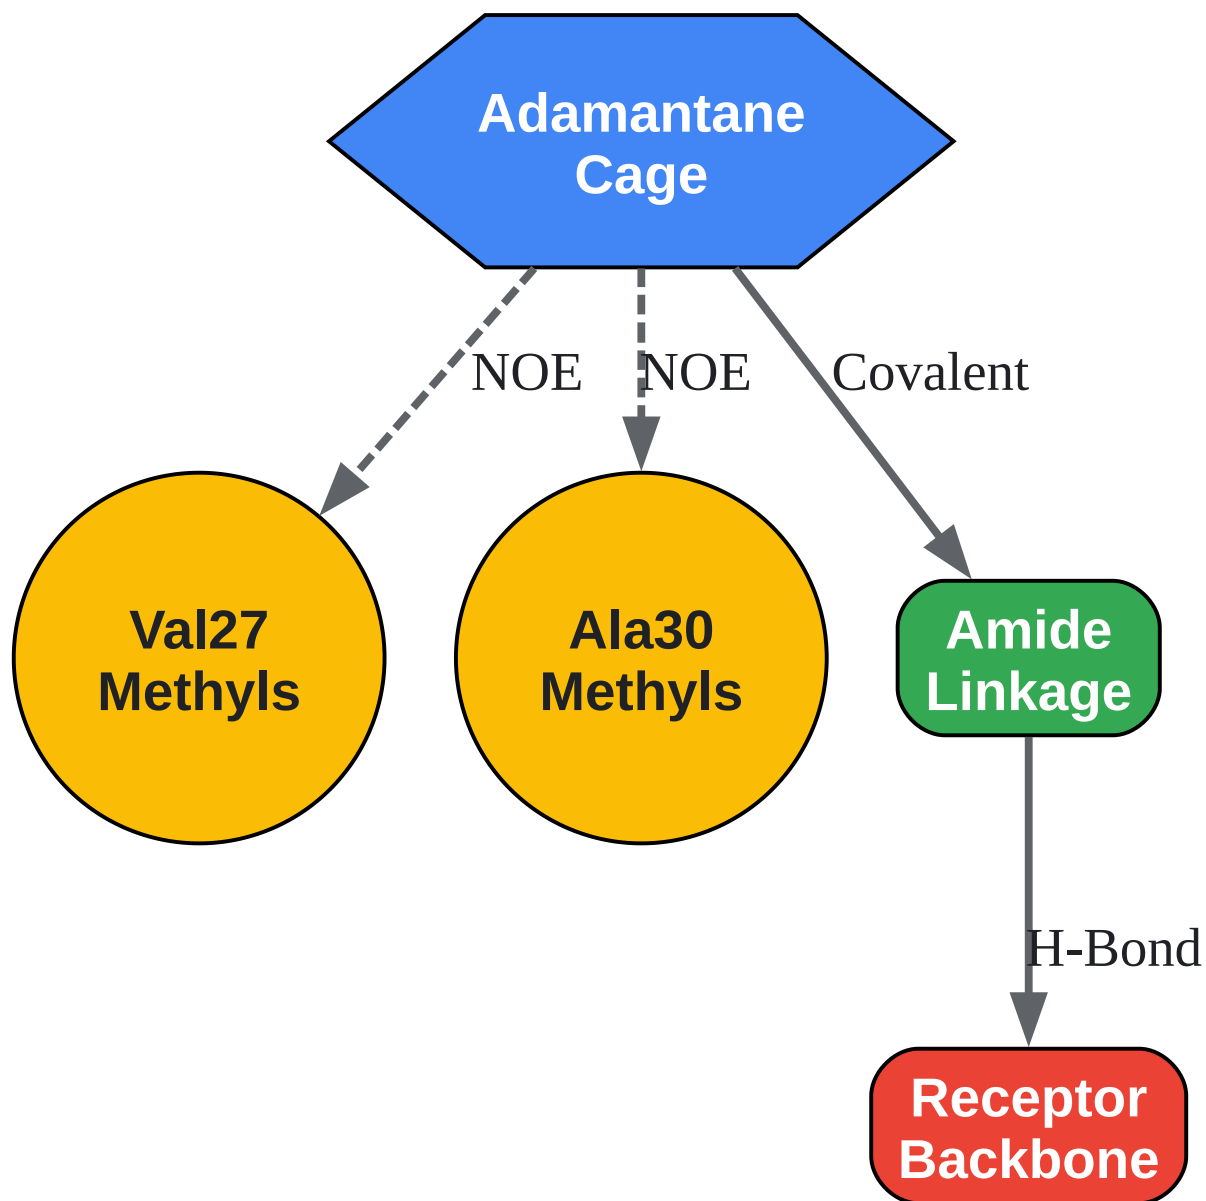 Adamantane
Cage
NOE
NOE
Covalent
Val27
Methyls
Ala30
Methyls
Amide
Linkage
H-Bond
Receptor
Backbone